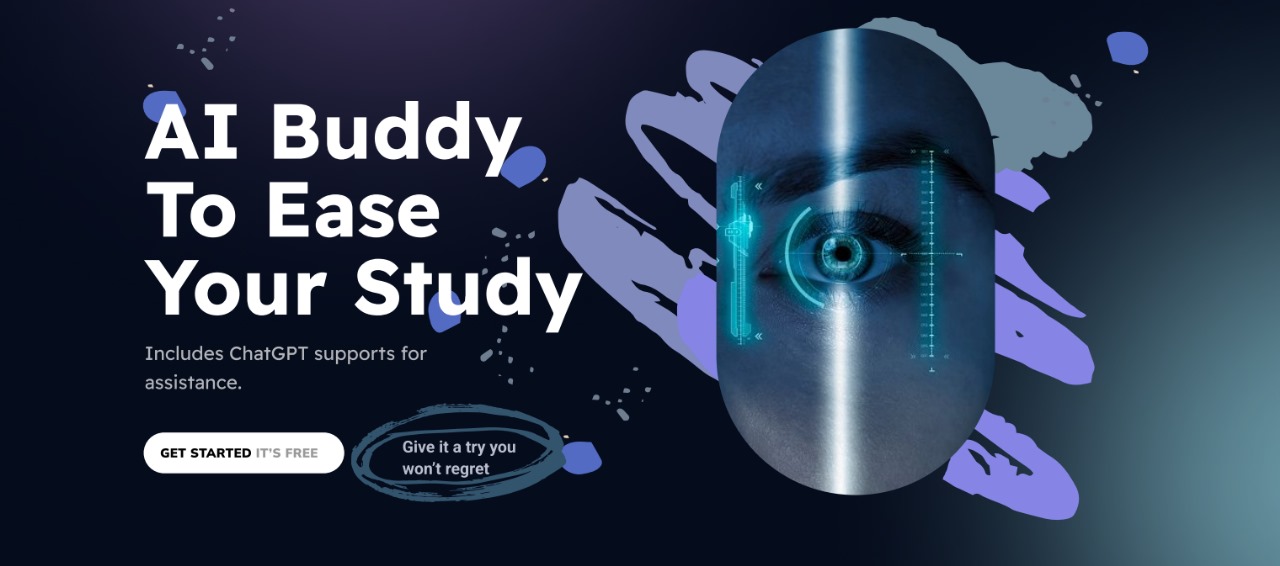 AI Buddy
To Ease
Your Study
Includes ChatGPT supports for
assistance.
GET STARTED IT'S FREE
Give it a try you
won't regret